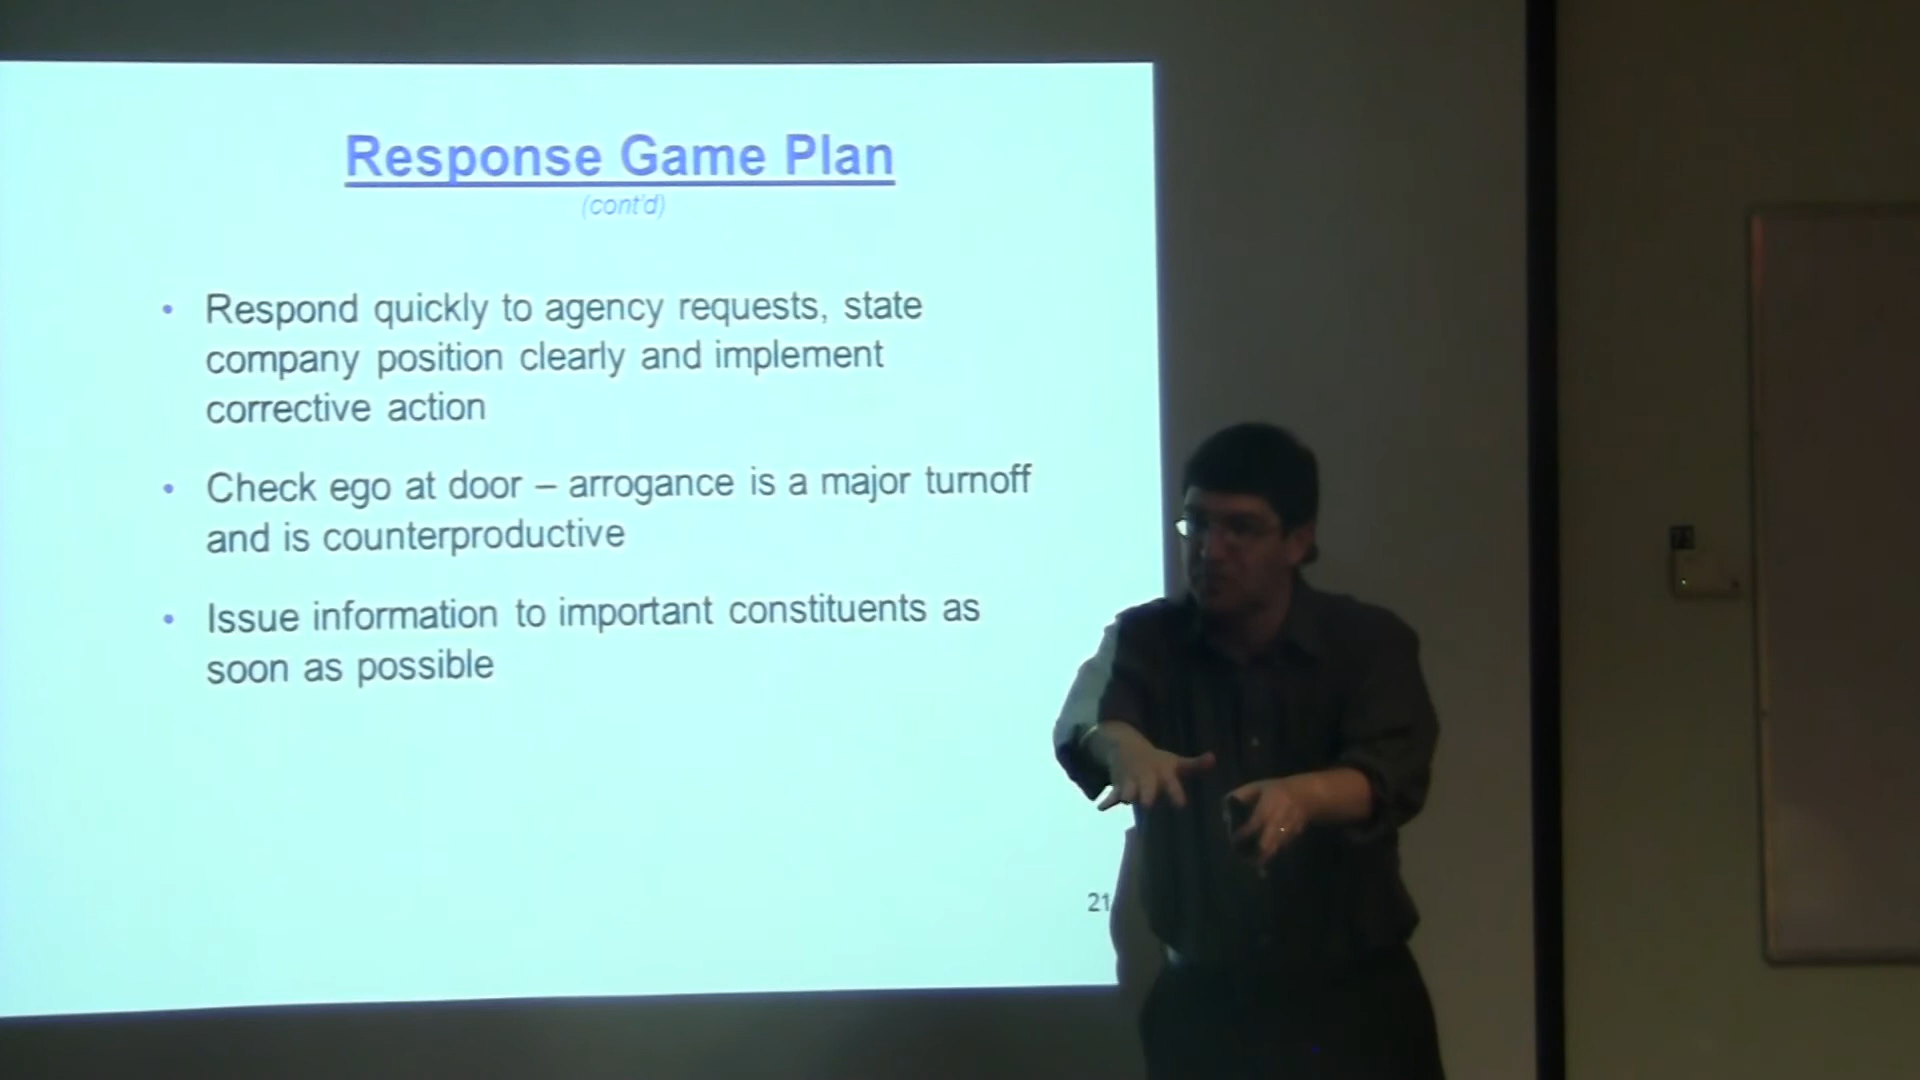 Response Game Plan
(cont'd)
• Respond quickly to agency requests, state
company position clearly and implement
corrective action
• Check ego at door – arrogance is a major turnoff
and is counterproductive
• Issue information to important constituents as
soon as possible
21